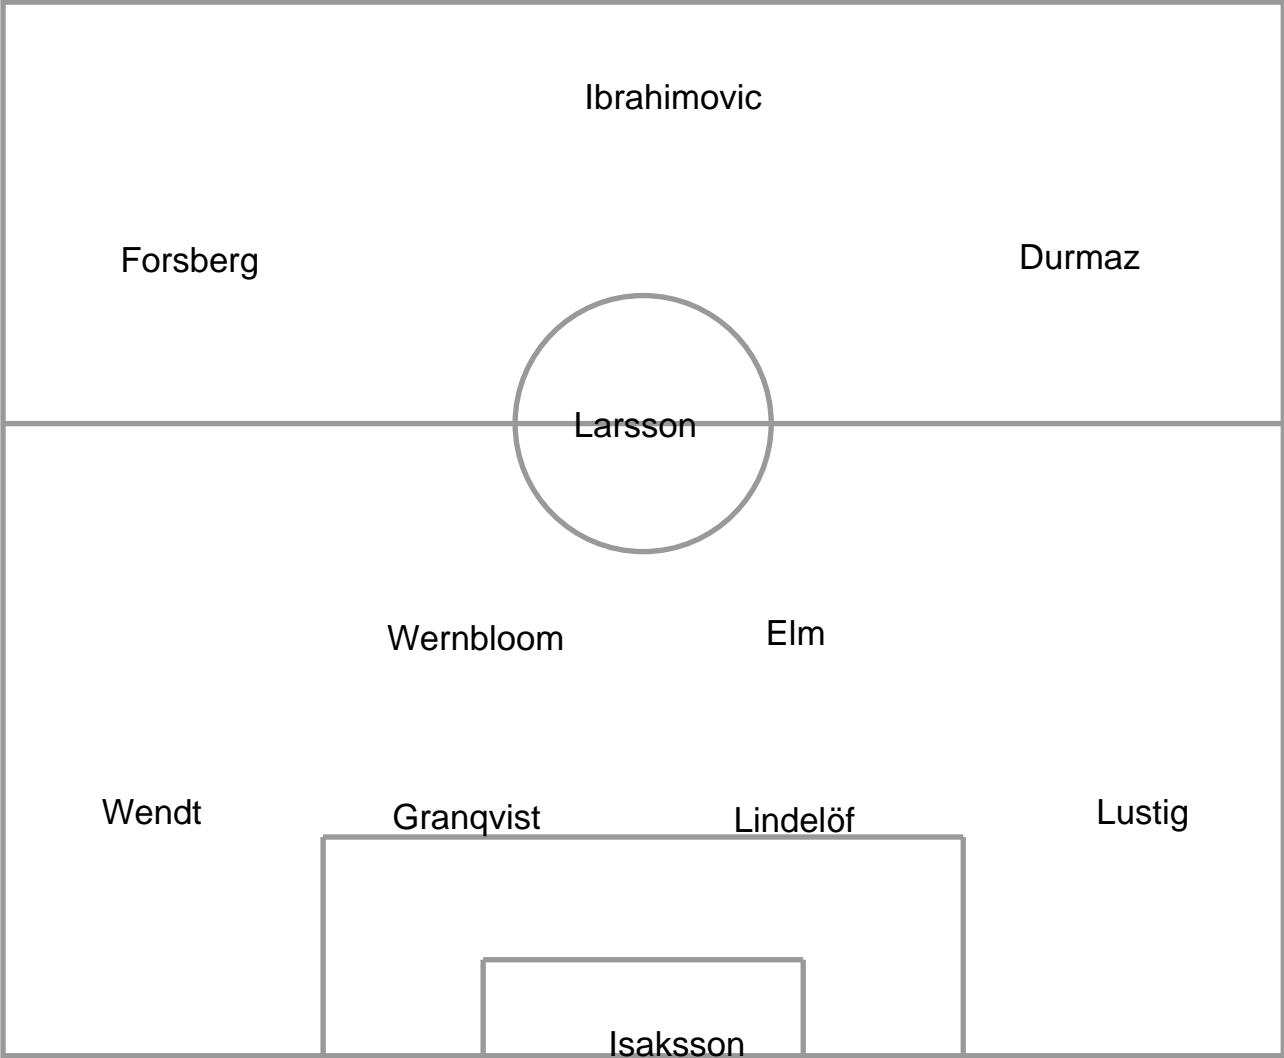 Ibrahimovic
Forsberg
Durmaz
Larsson
Wernbloom
Elm
Wendt
Granqvist
Lindelöf
Lustig
Isaksson